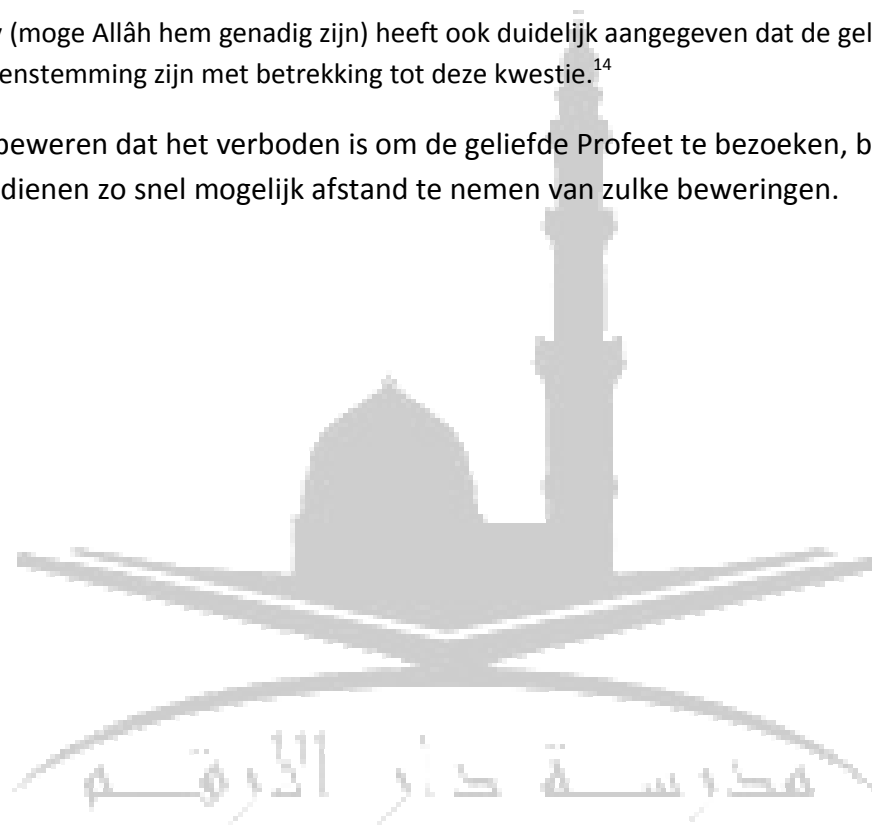 (moge Allâh hem genadig zijn) heeft ook duidelijk aangegeven dat de
enstemming zijn met betrekking tot deze kwestie.¹⁴
beweren dat het verboden is om de geliefde Profeet te bezoeken,
dienen zo snel mogelijk afstand te nemen van zulke beweringen.
مدرسة دار الأرقم